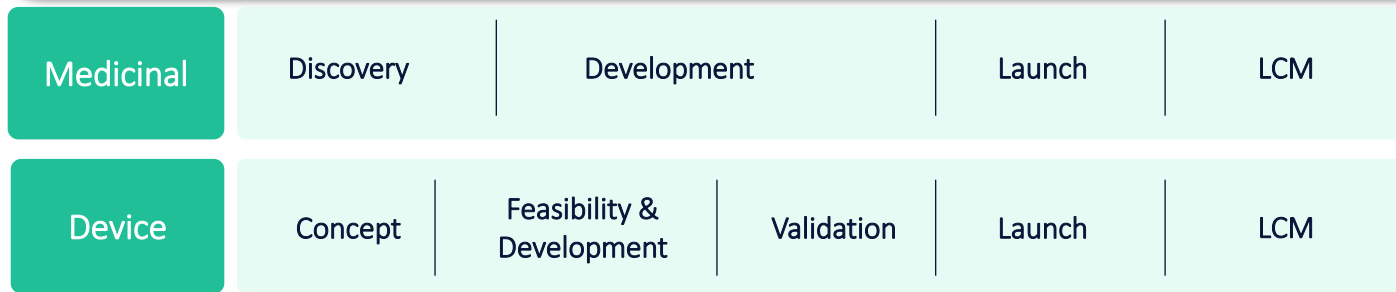 Medicinal
Discovery
Development
Launch
LCM
Device
Concept
Feasibility &
Development
Validation
Launch
LCM